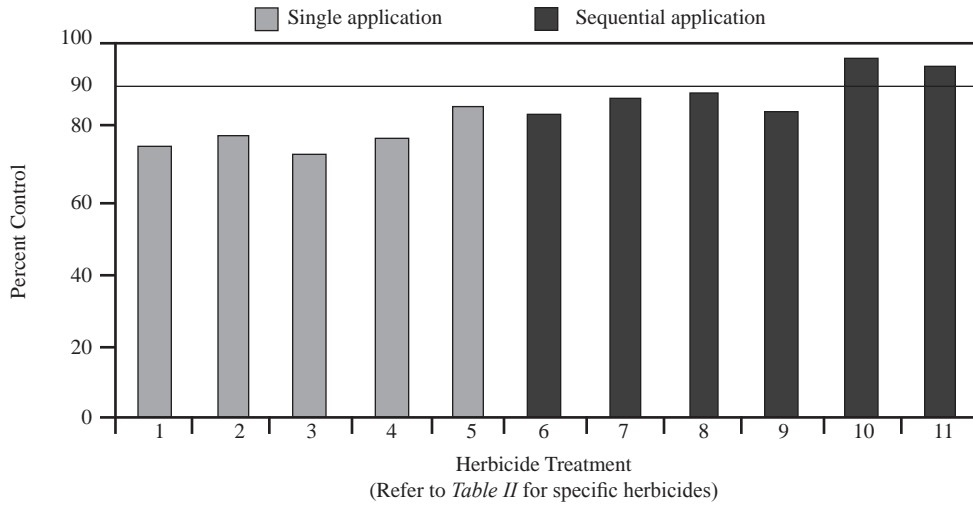 Single application
Sequential application
100
90
80
60
40
20
0
Percent Control
1 2 3 4 5 6 7 8 9 10 11
Herbicide Treatment
(Refer to Table II for specific herbicides)